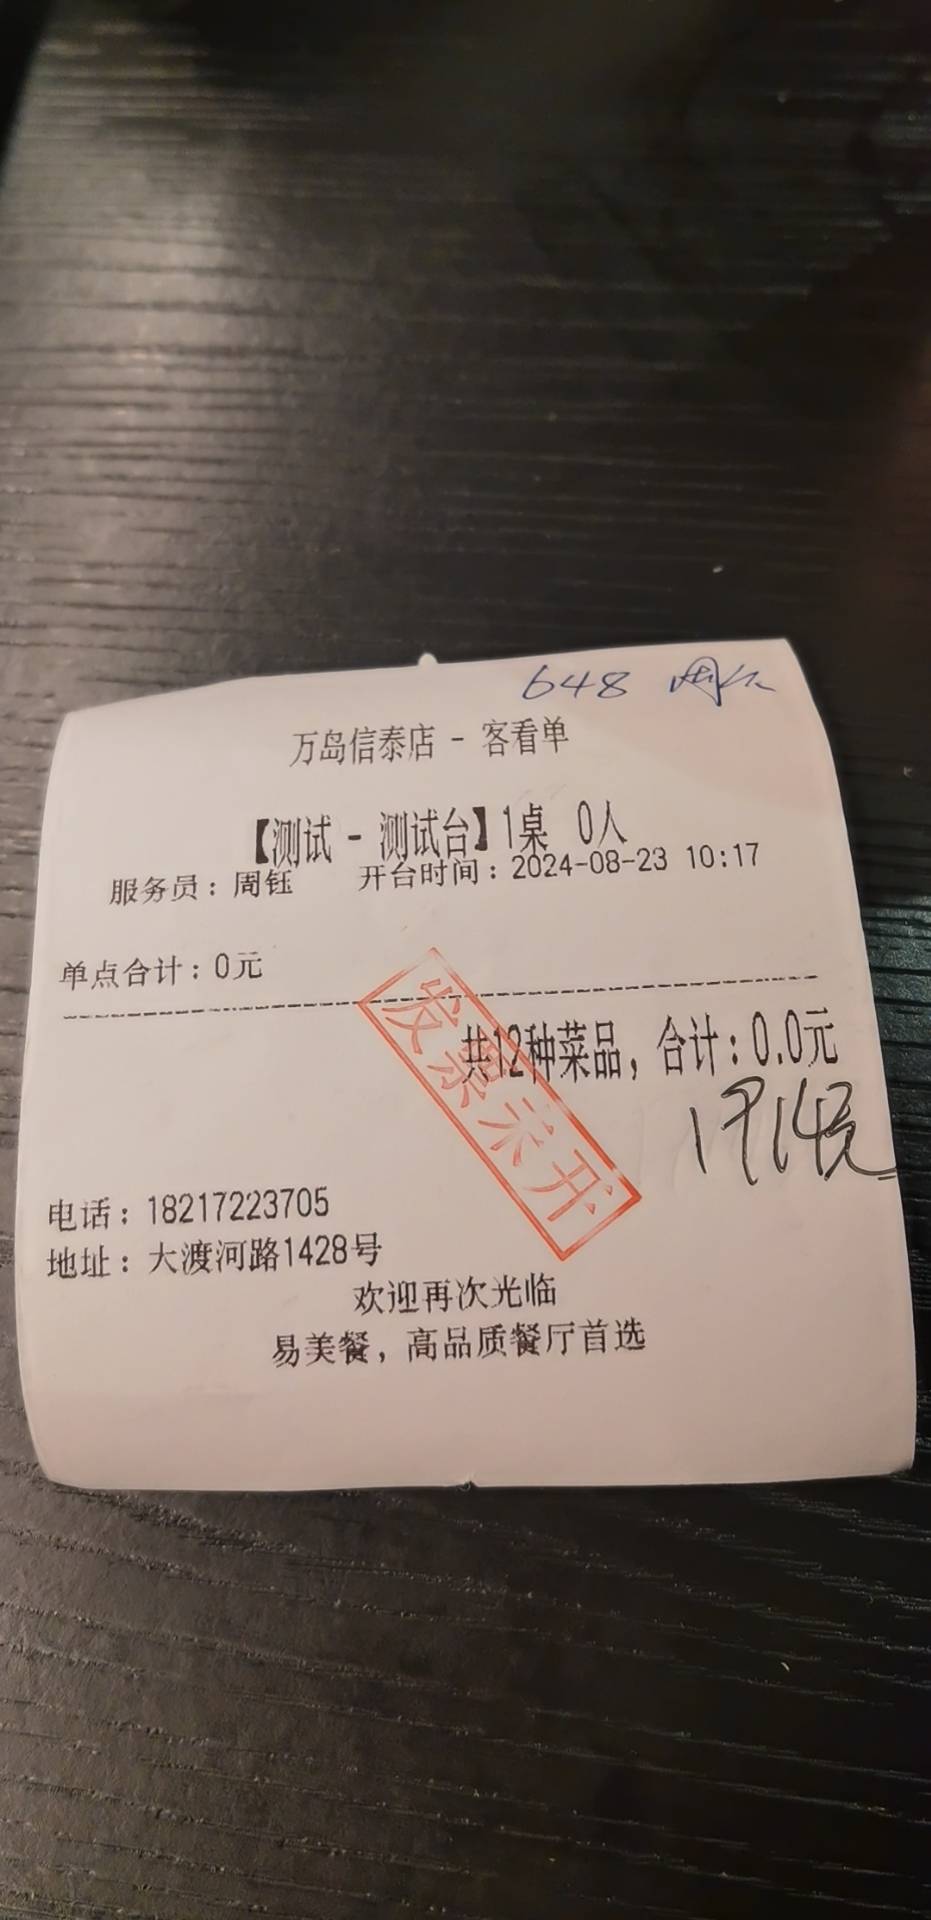 648
万岛信泰店 - 客看单
【测试 - 测试台】1桌 0人
服务员：周钰 开台时间：2024-08-23 10:17
单点合计：0元
共12种菜品，合计：0.0元
发票未开
电话：18217223705
地址：大渡河路1428号
欢迎再次光临
易美餐，高品质餐厅首选